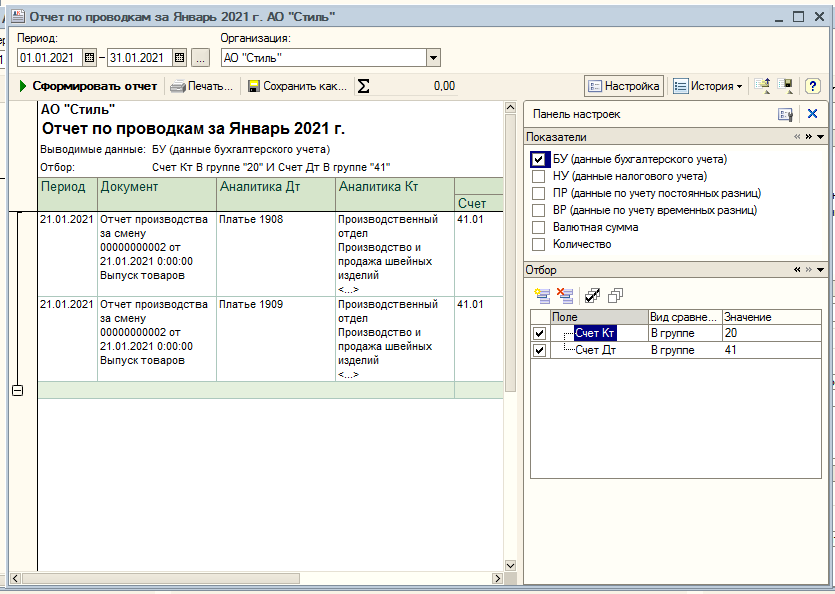 Отчет по проводкам за Январь 2021 г. АО "Стиль"
Период:
Организация:
01.01.2021 – 31.01.2021 ... АО "Стиль"
Сформировать отчет Печать... Сохранить как... Σ 0,00 Настройка История ?
АО "Стиль"
Отчет по проводкам за Январь 2021 г.
Выводимые данные: БУ (данные бухгалтерского учета)
Отбор: Счет Кт В группе "20" И Счет Дт В группе "41"
Период Документ Аналитика Дт Аналитика Кт
Счет
21.01.2021 Отчет производства Платье 1908 Производственный 41.01
за смену отдел
00000000002 от Производство и
21.01.2021 0:00:00 продажа швейных
Выпуск товаров изделий
<...>
21.01.2021 Отчет производства Платье 1909 Производственный 41.01
за смену отдел
00000000002 от Производство и
21.01.2021 0:00:00 продажа швейных
Выпуск товаров изделий
<...>
Панель настроек
Показатели
БУ (данные бухгалтерского учета)
НУ (данные налогового учета)
ПР (данные по учету постоянных разниц)
ВР (данные по учету временных разниц)
Валютная сумма
Количество
Отбор
Поле Вид сравне... Значение
Счет Кт В группе 20
Счет Дт В группе 41